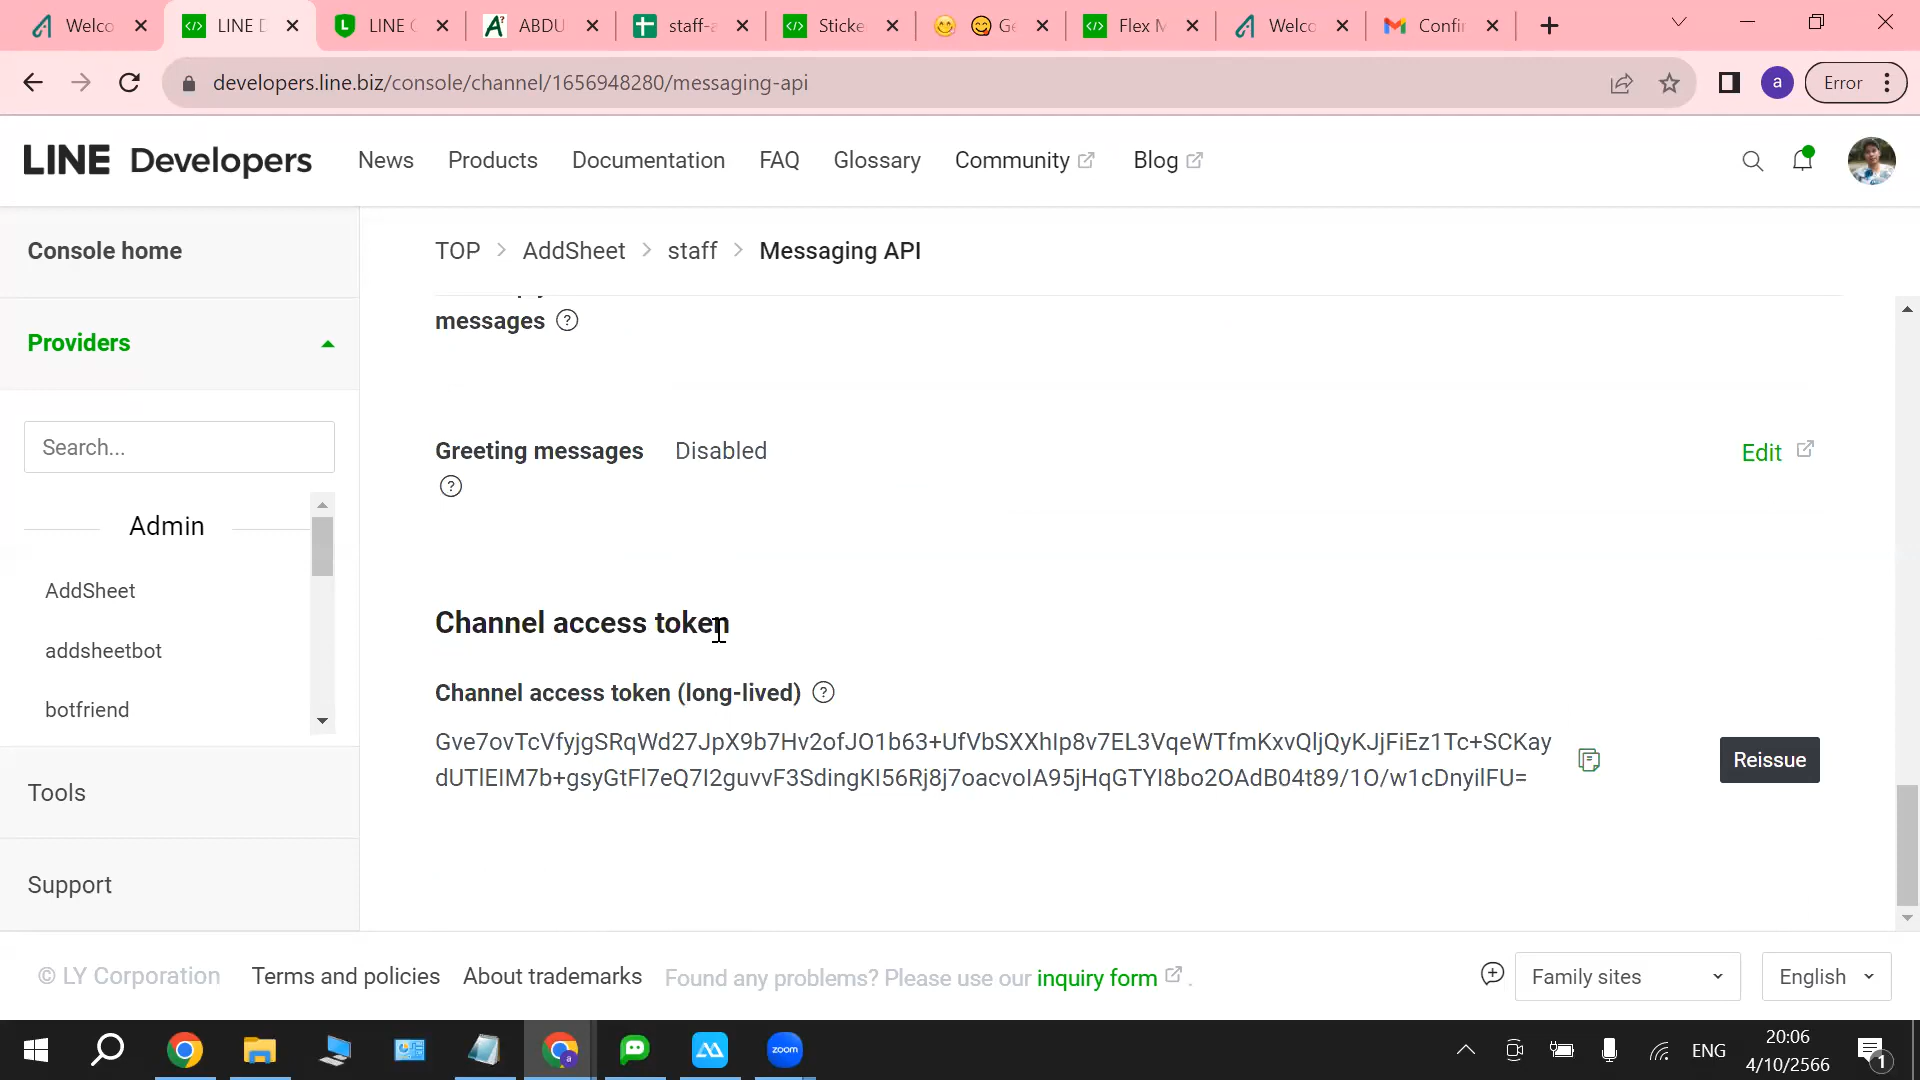 Welco
LINE D
LINE
ABDU
staff-a
Sticke
Ge
Flex M
Welco
Confir
developers.line.biz/console/channel/1656948280/messaging-api
a
Error
LINE Developers
News
Products
Documentation
FAQ
Glossary
Community
Blog
Console home
TOP > AddSheet > staff > Messaging API
Providers
messages ?
Search...
Greeting messages Disabled
?
Edit
Admin
AddSheet
addsheetbot
botfriend
Channel access token
Channel access token (long-lived) ?
Gve7ovTcVfyjgSRqWd27JpX9b7Hv2ofJO1b63+UfVbSXXhIp8v7EL3VqeWTfmKxvQljQyKJjFiEz1Tc+SCKay
dUTlEIM7b+gsyGtFl7eQ7I2guvvF3SdingKI56Rj8j7oacvoIA95jHqGTYI8bo2OAdB04t89/1O/w1cDnyilFU=
Reissue
Tools
Support
© LY Corporation
Terms and policies
About trademarks
Found any problems? Please use our inquiry form .
Family sites
English
a
zoom
ENG
20:06
4/10/2566
1